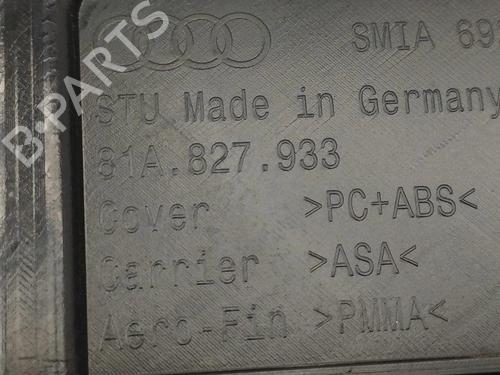 SMIA 69
STU Made in Germany
81A.827.933
Cover >PC+ABS<
Carrier >ASA<
Aero-Fin >PMMA<
B-PARTS